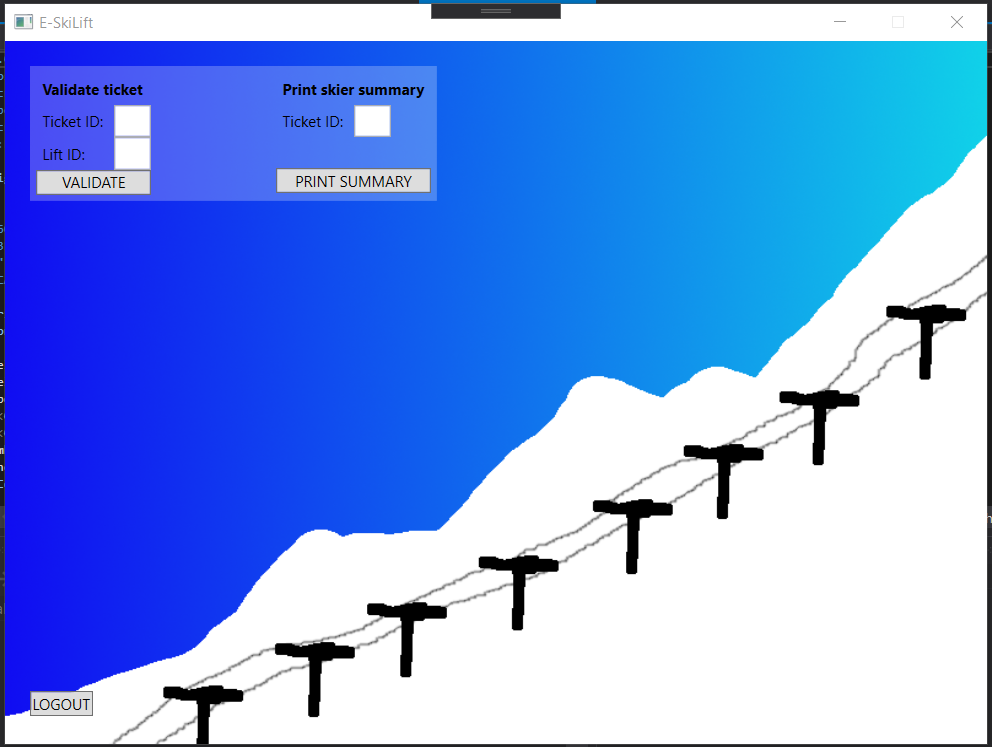 E-SkiLift
Validate ticket
Ticket ID:
Lift ID:
VALIDATE
Print skier summary
Ticket ID:
PRINT SUMMARY
LOGOUT